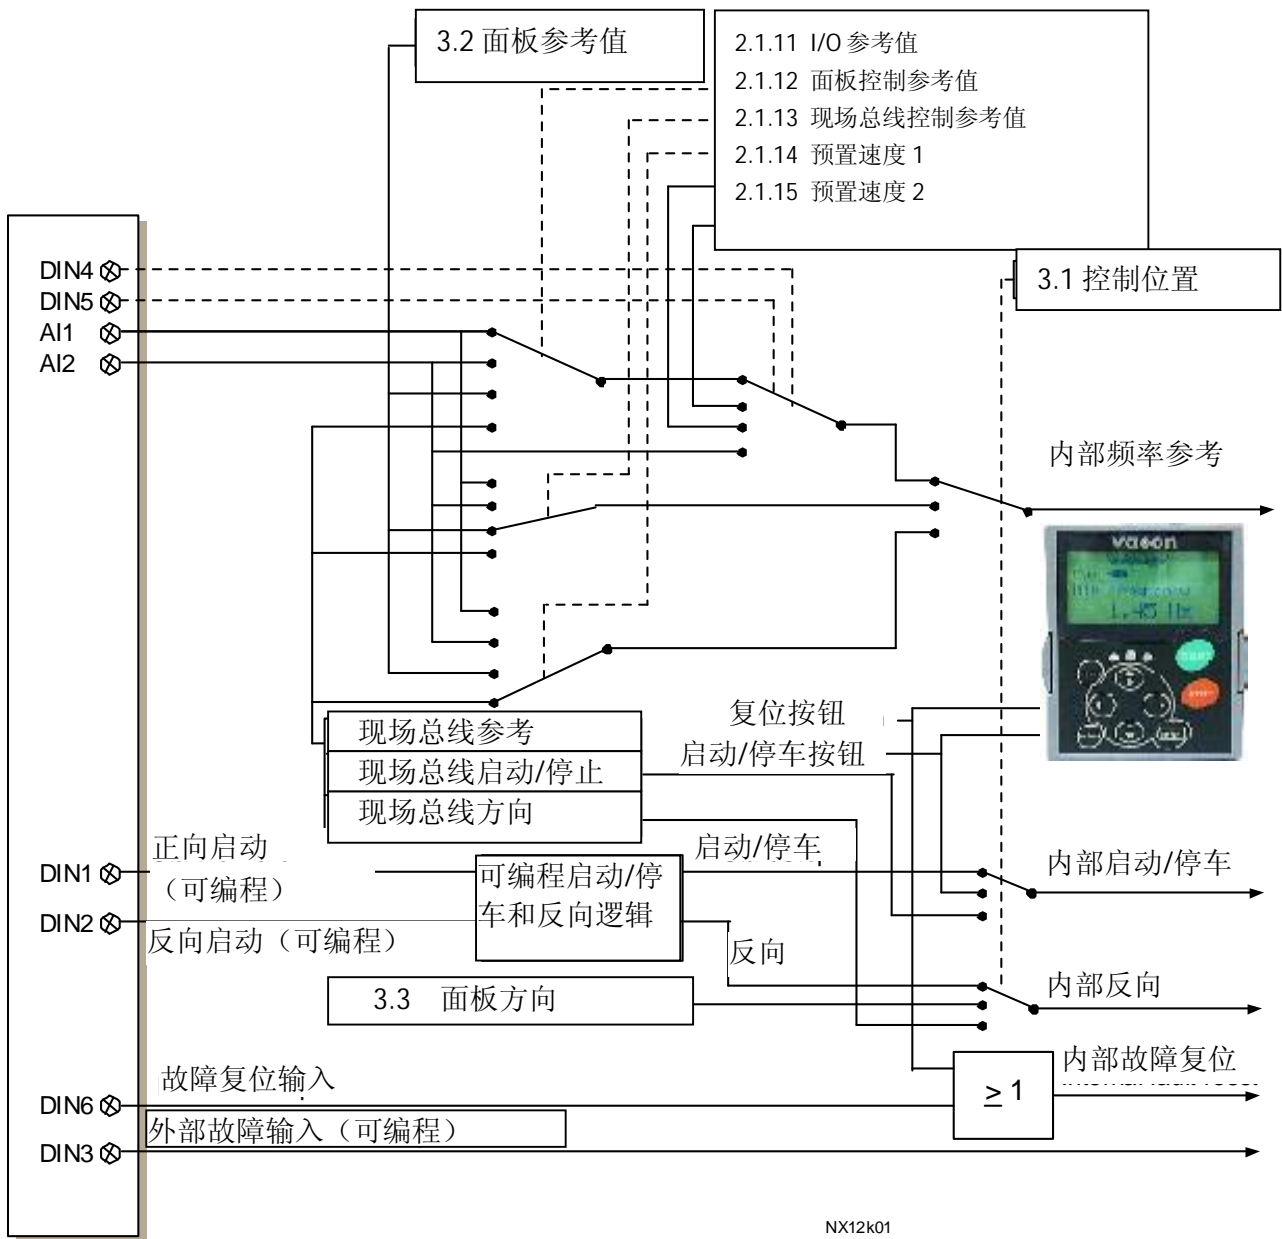 3.2 面板参考值
2.1.11 I/O 参考值
2.1.12 面板控制参考值
2.1.13 现场总线控制参考值
2.1.14 预置速度 1
2.1.15 预置速度 2
3.1 控制位置
DIN4
DIN5
AI1
AI2
内部频率参考
vacon
1.45 Hz
现场总线参考
现场总线启动/停止
现场总线方向
复位按钮
启动/停车按钮
DIN1
正向启动
（可编程）
可编程启动/停
车和反向逻辑
启动/停车
内部启动/停车
DIN2
反向启动（可编程）
反向
3.3 面板方向
内部反向
DIN6
故障复位输入
≥ 1
内部故障复位
外部故障输入（可编程）
DIN3
NX12k01